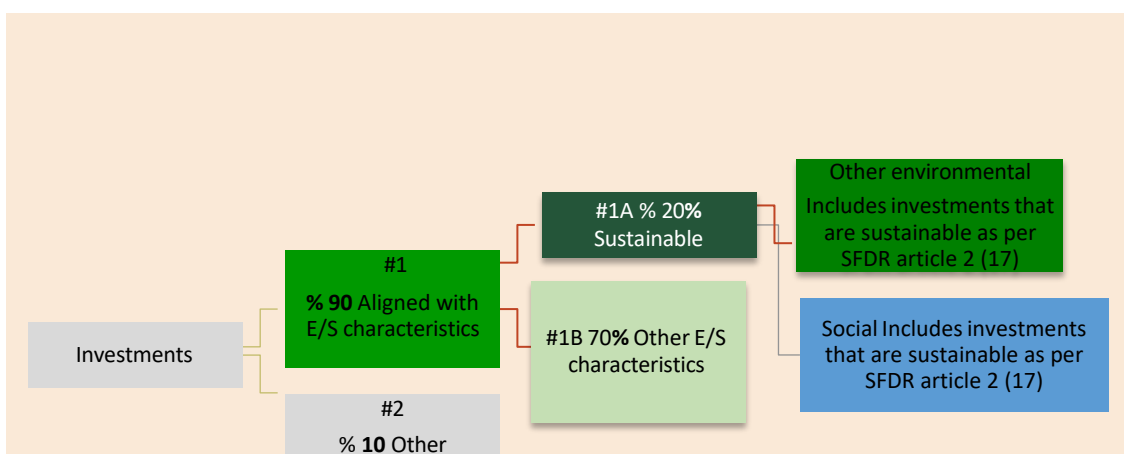 Investments
#1
% 90 Aligned with
E/S characteristics
#2
% 10 Other
#1A % 20%
Sustainable
#1B 70% Other E/S
characteristics
Other environmental
Includes investments that
are sustainable as per
SFDR article 2 (17)
Social Includes investments
that are sustainable as per
SFDR article 2 (17)